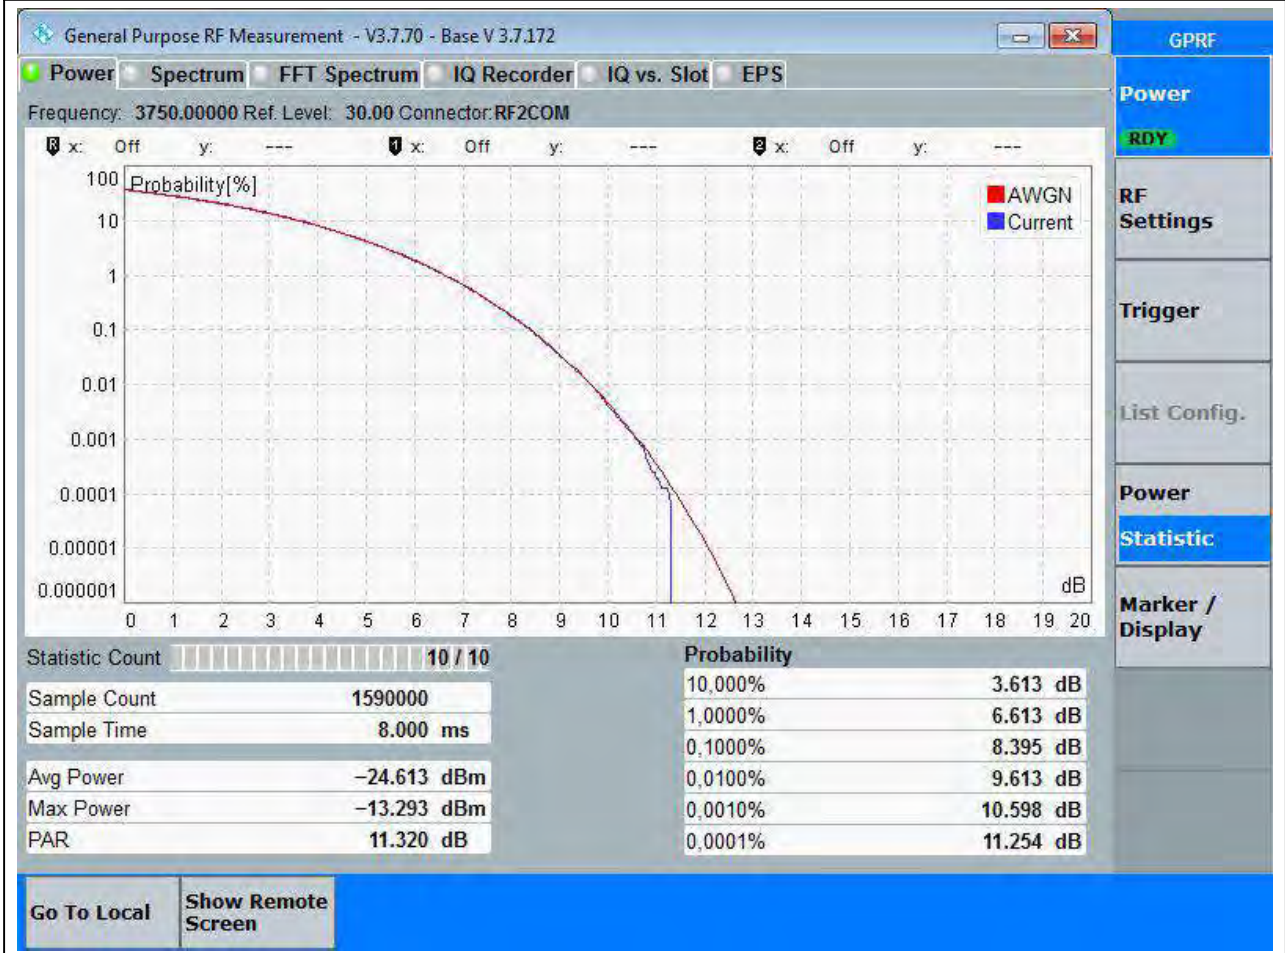 General Purpose RF Measurement - V3.7.70 - Base V 3.7.172
GPRF
Power Spectrum FFT Spectrum IQ Recorder IQ vs. Slot EPS
Frequency: 3750.00000 Ref. Level: 30.00 Connector:RF2COM
R x: Off y: --- 1 x: Off y: --- 2 x: Off y: ---
Probability[%]
AWGN
Current
100
10
1
0.1
0.01
0.001
0.0001
0.00001
0.000001
dB
0 1 2 3 4 5 6 7 8 9 10 11 12 13 14 15 16 17 18 19 20
Statistic Count 10 / 10
Sample Count 1590000
Sample Time 8.000 ms
Avg Power −24.613 dBm
Max Power −13.293 dBm
PAR 11.320 dB
Probability
10,000% 3.613 dB
1,0000% 6.613 dB
0,1000% 8.395 dB
0,0100% 9.613 dB
0,0010% 10.598 dB
0,0001% 11.254 dB
Power
RDY
RF
Settings
Trigger
List Config.
Power
Statistic
Marker /
Display
Go To Local
Show Remote
Screen